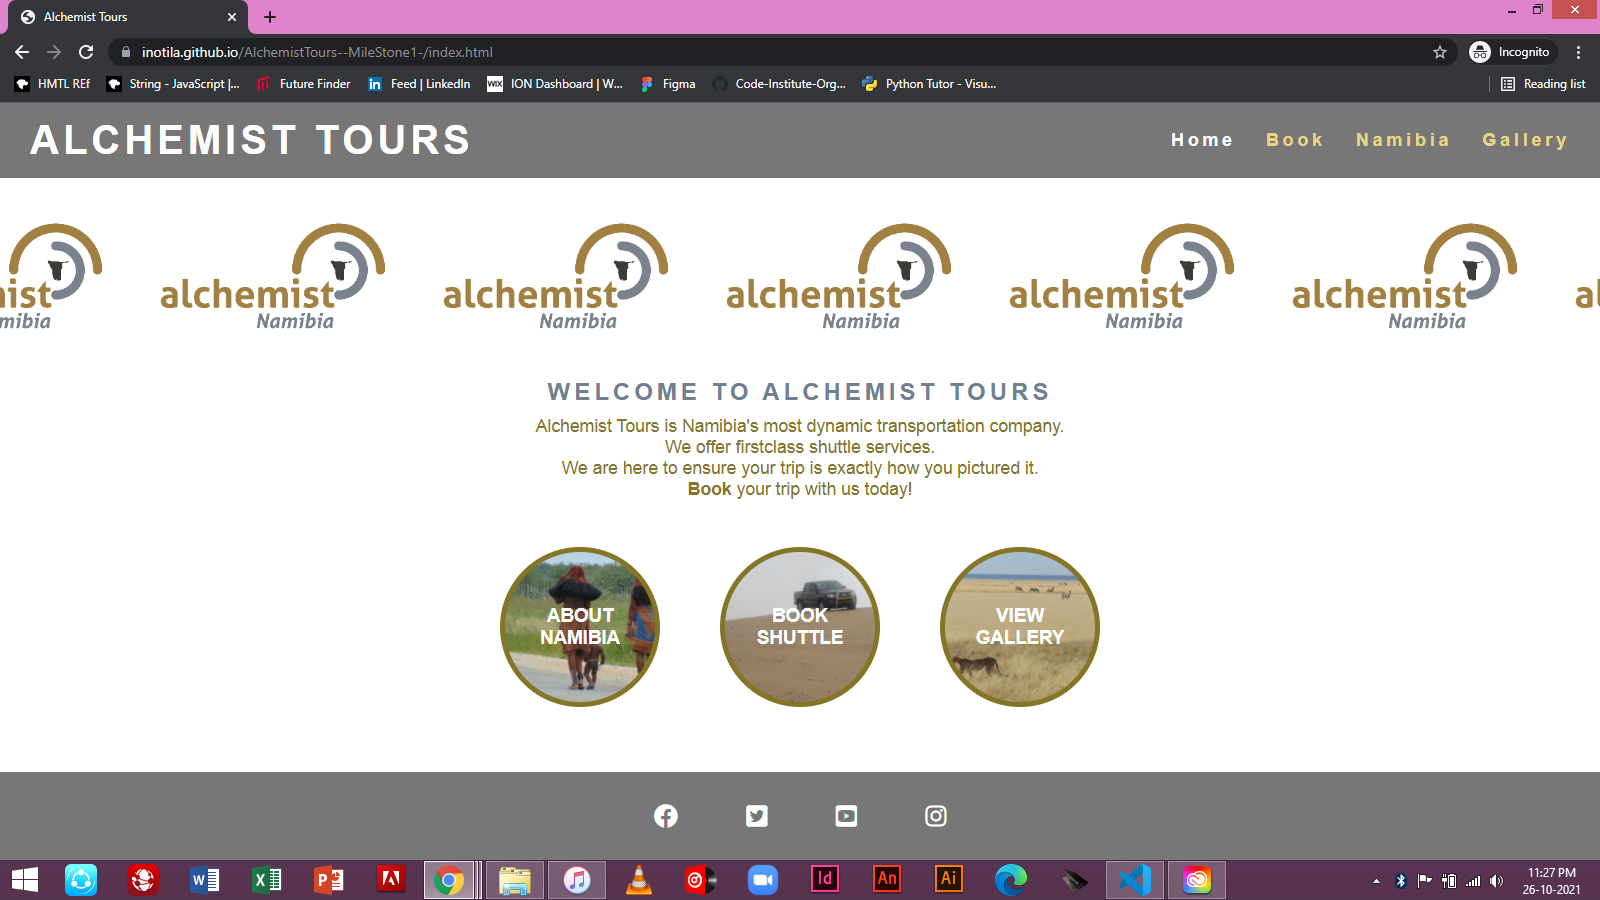 Alchemist Tours
inotila.github.io/AlchemistTours--MileStone1-/index.html
Incognito
HMTL REf
String - JavaScript |...
Future Finder
Feed | LinkedIn
WIX
ION Dashboard | W...
Figma
Code-Institute-Org...
Python Tutor - Visu...
Reading list
ALCHEMIST TOURS
Home Book Namibia Gallery
ist alchemist alchemist alchemist alchemist alchemist al
mibia Namibia Namibia Namibia Namibia Namibia
WELCOME TO ALCHEMIST TOURS
Alchemist Tours is Namibia's most dynamic transportation company.
We offer firstclass shuttle services.
We are here to ensure your trip is exactly how you pictured it.
Book your trip with us today!
ABOUT
NAMIBIA
BOOK
SHUTTLE
VIEW
GALLERY
Id
An
Ai
11:27 PM
26-10-2021